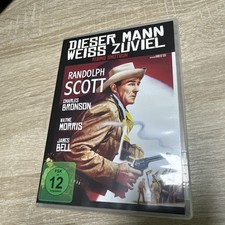 DIESER MANN
WEISS ZUVIEL
RANDOLPH
SCOTT
CHARLES
BRONSON
WAYNE
MORRIS
JAMES
BELL
12